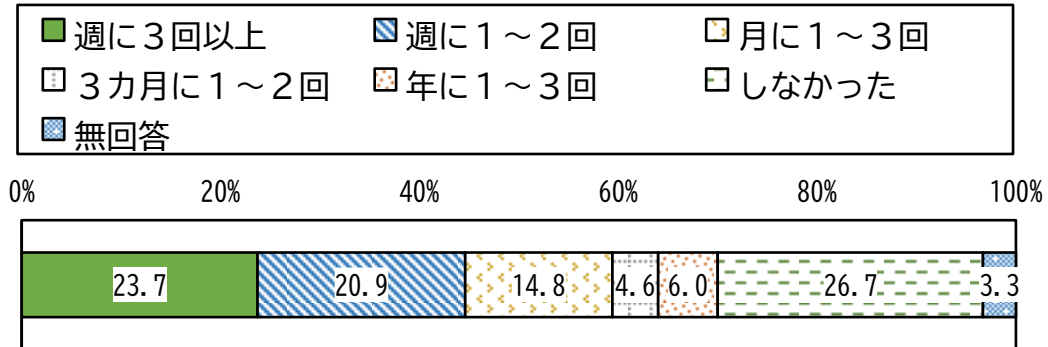 週に３回以上 週に１～２回 月に１～３回
３カ月に１～２回 年に１～３回 しなかった
無回答
0% 20% 40% 60% 80% 100%
23.7 20.9 14.8 4.6 6.0 26.7 3.3